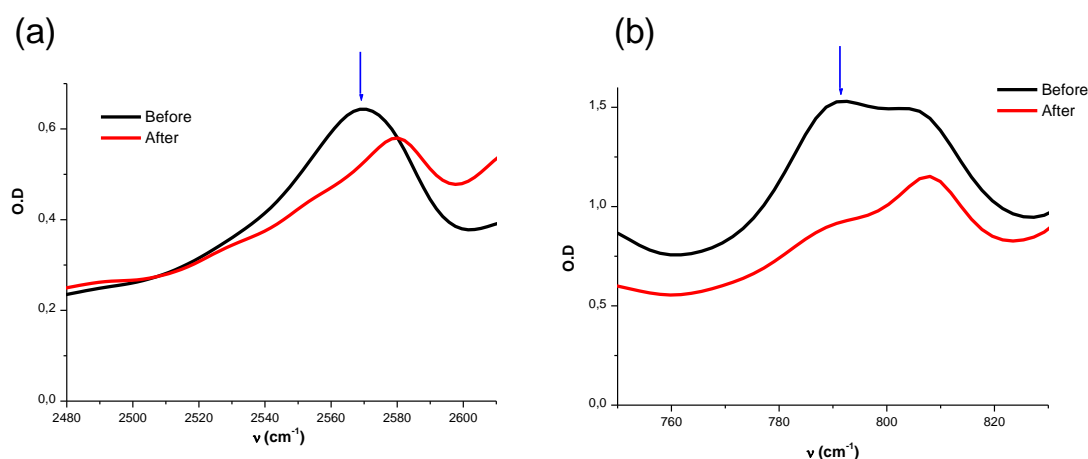 (a)
Before
After
O.D
0,6
0,4
0,2
0,0
2480 2500 2520 2540 2560 2580 2600
ν (cm-1)
(b)
Before
After
O.D
1,5
1,0
0,5
0,0
760 780 800 820
ν (cm-1)